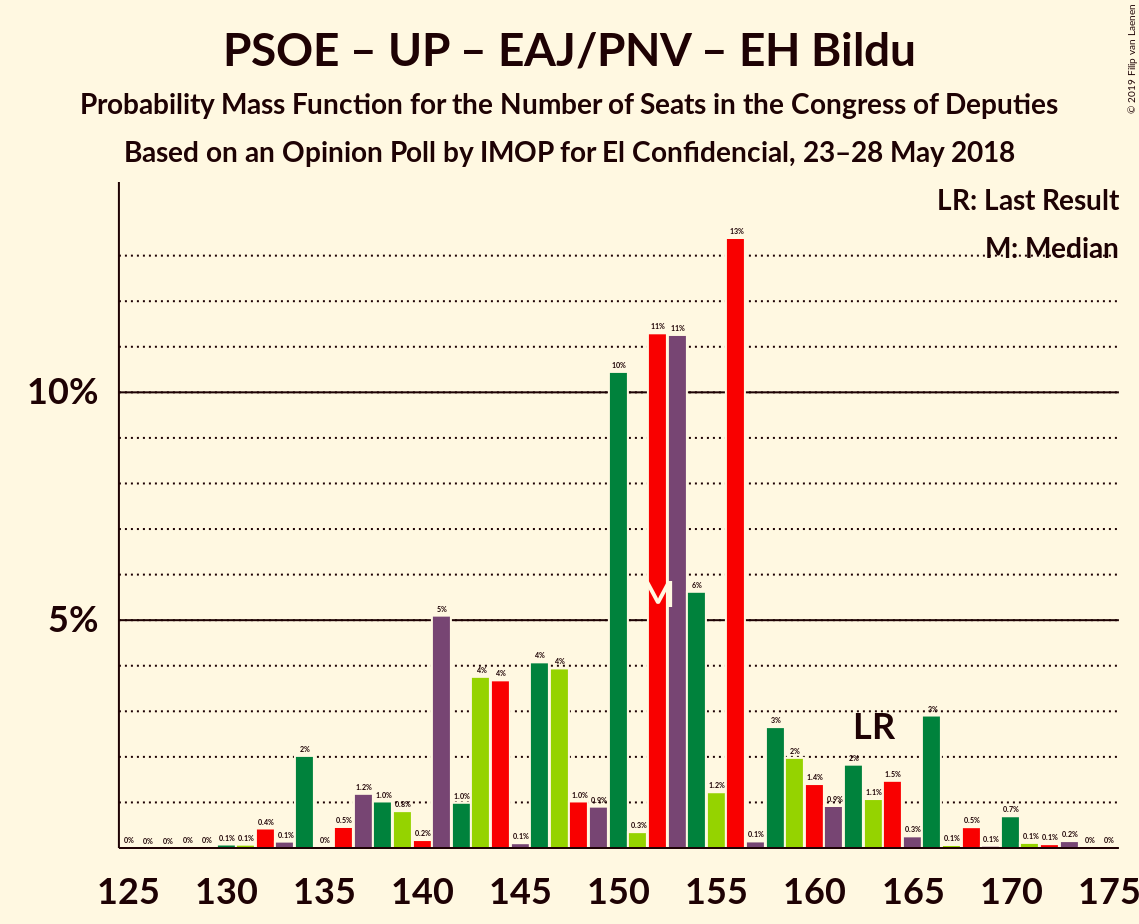 PSOE – UP – EAJ/PNV – EH Bildu
Probability Mass Function for the Number of Seats in the Congress of Deputies
Based on an Opinion Poll by IMOP for El Confidencial, 23–28 May 2018
© 2019 Filip van Laenen
LR: Last Result
M: Median
10%
5%
0% 0% 0% 0% 0% 0.1% 0.1% 0.4% 0.1% 2% 0% 0.5% 1.2% 1.0% 0.8% 0.2% 5% 1.0% 4% 4% 0.1% 4% 4% 1.0% 0.9% 10% 0.3% 11% 11% 6% 1.2% 13% 0.1% 3% 2% 1.4% 0.9% 2% 1.1% 1.5% 0.3% 3% 0.1% 0.5% 0.1% 0.7% 0.1% 0.1% 0.2% 0% 0%
M
LR
125 130 135 140 145 150 155 160 165 170 175